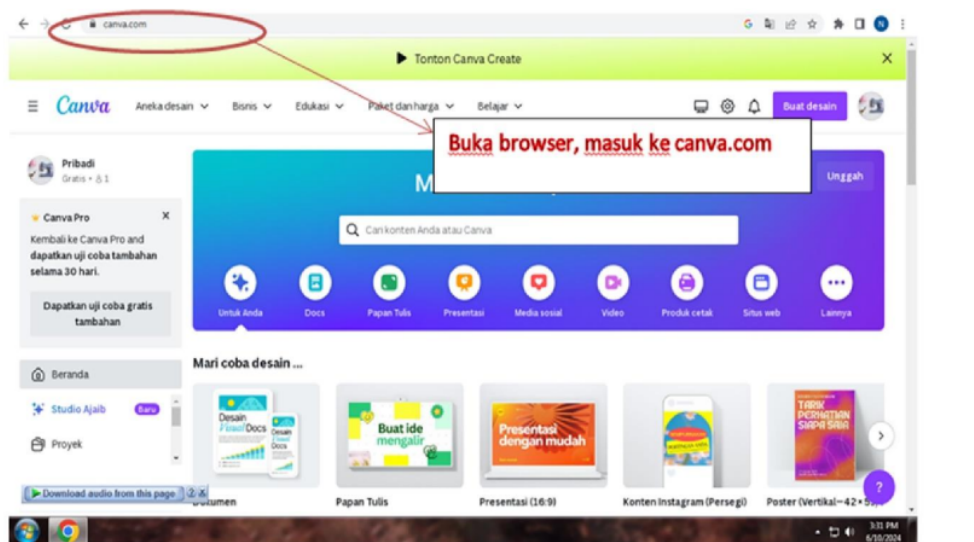 canva.com
Tonton Canva Create
Canva Aneka desain Bisnis Edukasi Paket dan harga Belajar Buat desain
Buka browser, masuk ke canva.com
Pribadi
Gratis • 1
Unggah
Canva Pro X
Kembali ke Canva Pro and
dapatkan uji coba tambahan
selama 30 hari.
Dapatkan uji coba gratis
tambahan
Cari konten Anda atau Canva
Untuk Anda Docs Papan Tulis Presentasi Media sosial Video Produk cetak Situs web Lainnya
Mari coba desain ...
Beranda
Studio Ajaib Baru
Proyek
Desain
Visual Docs
Desain
Visual
Docs
Buat ide
mengalir
Presentasi
dengan mudah
TARIK
PERHATIAN
SIAPA SAJA
Download audio from this page
Papan Tulis
Presentasi (16:9)
Konten Instagram (Persegi)
Poster (Vertikal
3:31 PM
6/10/2024